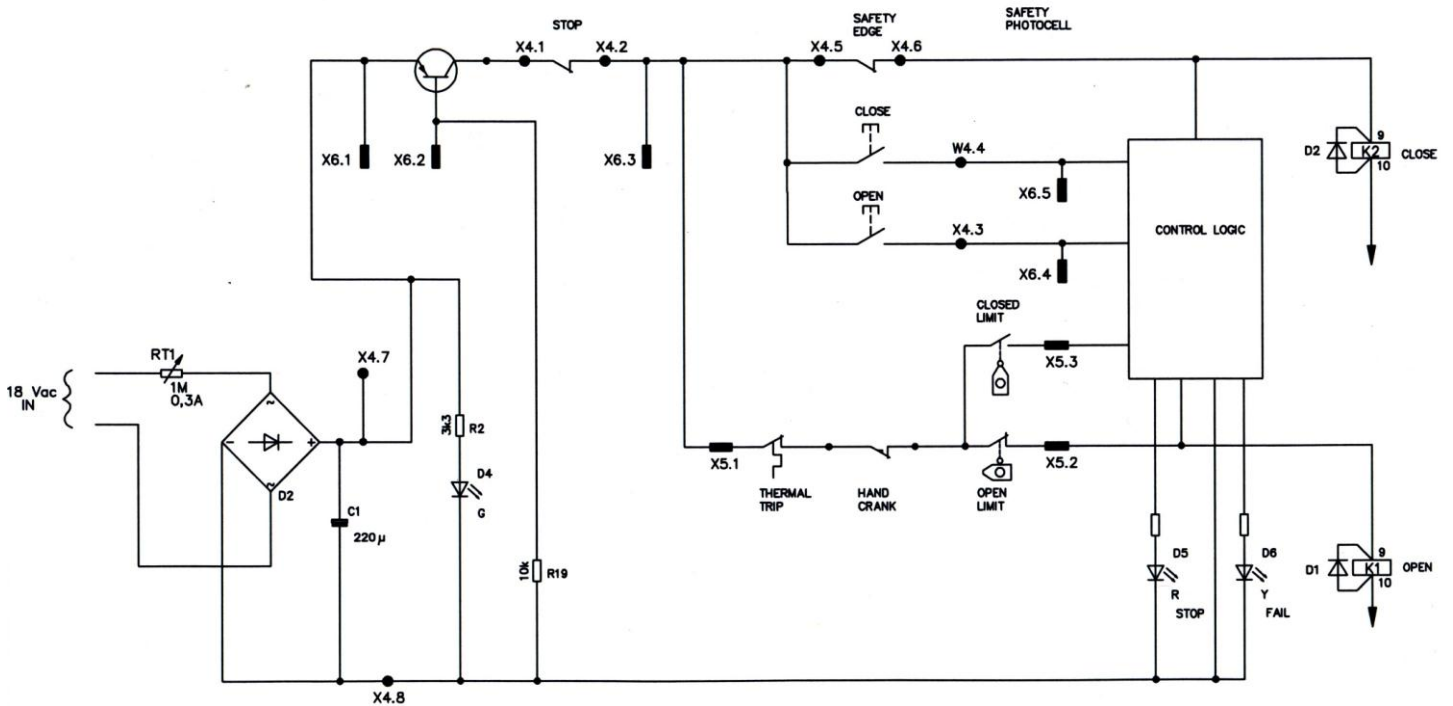 STOP
SAFETY
EDGE
SAFETY
PHOTOCELL
X4.1
X4.2
X4.5
X4.6
X6.1
X6.2
X6.3
CLOSE
W4.4
X6.5
OPEN
X4.3
X6.4
CONTROL LOGIC
D2
9
K2
10
CLOSE
18 Vac
IN
RT1
1M
0,3A
X4.7
~
-
+
~
D2
C1
220µ
3k3
R2
D4
G
10k
R19
CLOSED
LIMIT
X5.3
X5.1
THERMAL
TRIP
HAND
CRANK
OPEN
LIMIT
X5.2
D5
R
STOP
D6
Y
FAIL
D1
9
K1
10
OPEN
X4.8